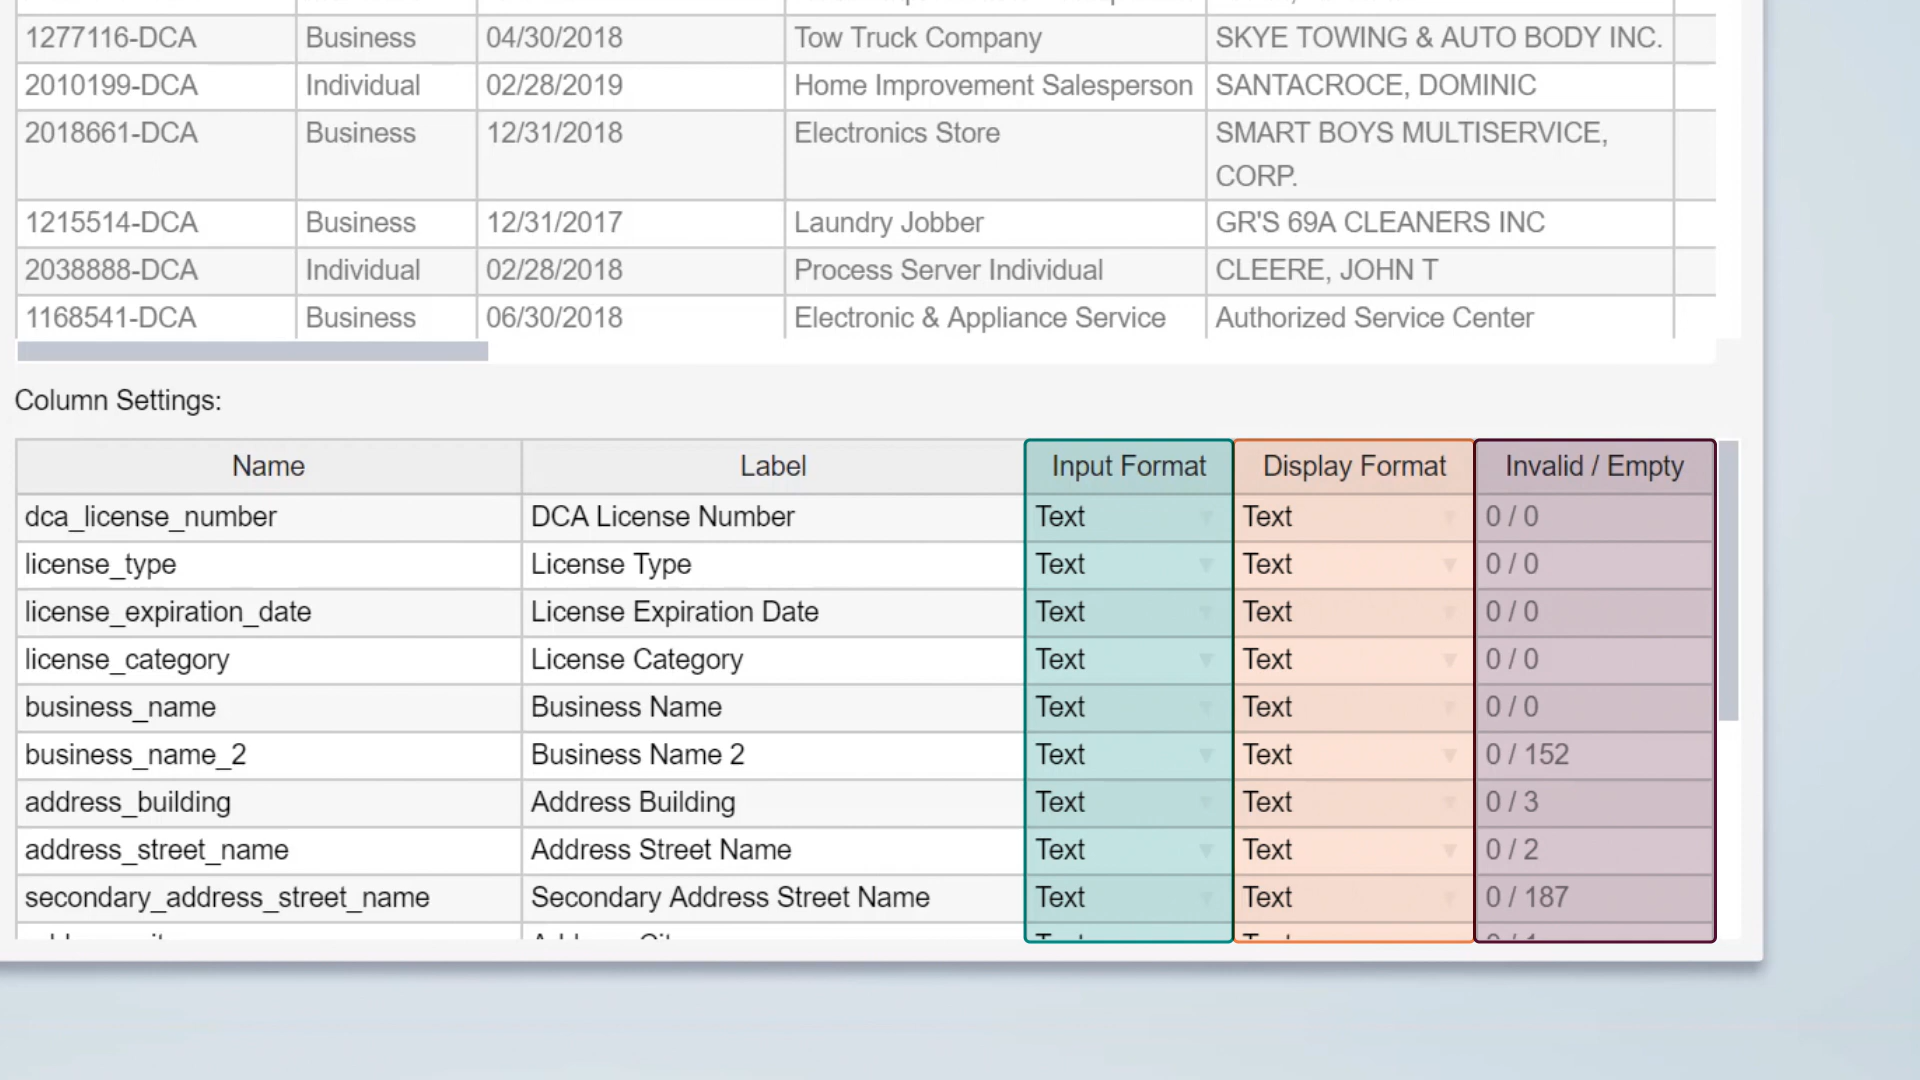 1277116-DCA Business 04/30/2018 Tow Truck Company SKYE TOWING & AUTO BODY INC.
2010199-DCA Individual 02/28/2019 Home Improvement Salesperson SANTACROCE, DOMINIC
2018661-DCA Business 12/31/2018 Electronics Store SMART BOYS MULTISERVICE,
CORP.
1215514-DCA Business 12/31/2017 Laundry Jobber GR'S 69A CLEANERS INC
2038888-DCA Individual 02/28/2018 Process Server Individual CLEERE, JOHN T
1168541-DCA Business 06/30/2018 Electronic & Appliance Service Authorized Service Center
Column Settings:
Name Label Input Format Display Format Invalid / Empty
dca_license_number DCA License Number Text Text 0 / 0
license_type License Type Text Text 0 / 0
license_expiration_date License Expiration Date Text Text 0 / 0
license_category License Category Text Text 0 / 0
business_name Business Name Text Text 0 / 0
business_name_2 Business Name 2 Text Text 0 / 152
address_building Address Building Text Text 0 / 3
address_street_name Address Street Name Text Text 0 / 2
secondary_address_street_name Secondary Address Street Name Text Text 0 / 187